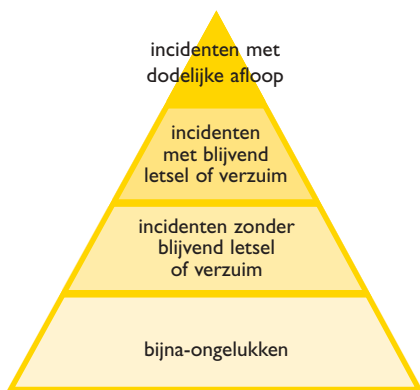 incidenten met
dodelijke afloop
incidenten
met blijvend
letsel of verzuim
incidenten zonder
blijvend letsel
of verzuim
bijna-ongelukken